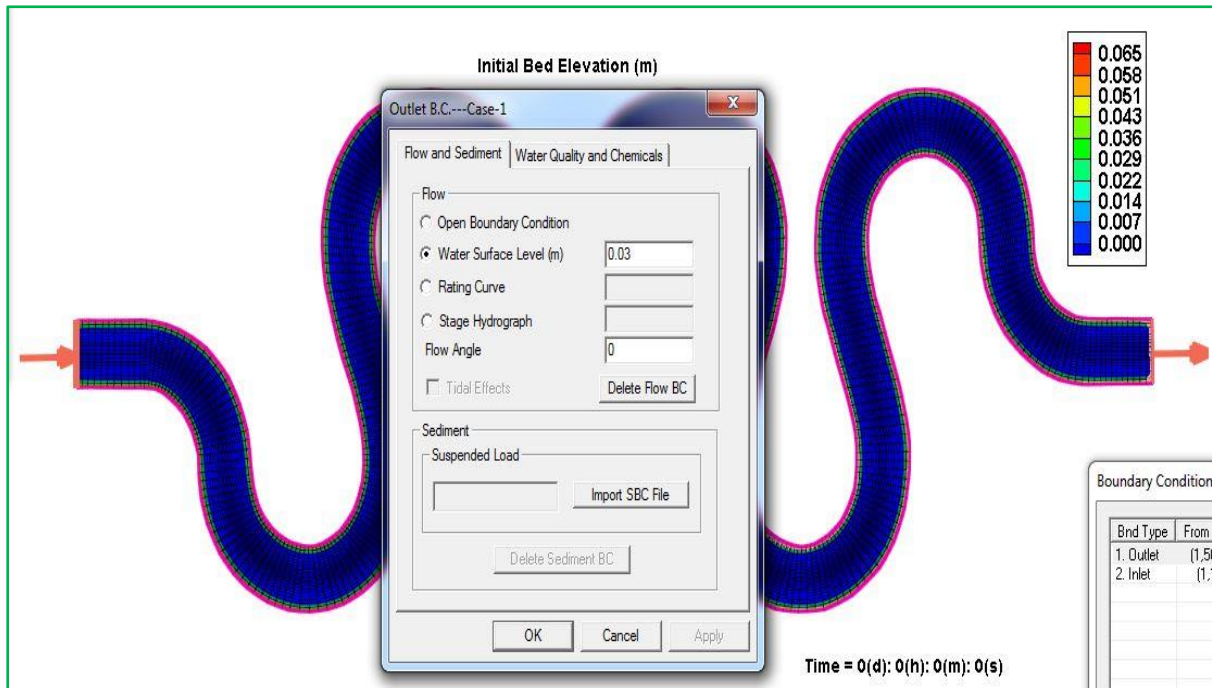 Initial Bed Elevation (m)
0.065
0.058
0.051
0.043
0.036
0.029
0.022
0.014
0.007
0.000
Outlet B.C.---Case-1
X
Flow and Sediment
Water Quality and Chemicals
Flow
Open Boundary Condition
Water Surface Level (m)
0.03
Rating Curve
Stage Hydrograph
Flow Angle
0
Tidal Effects
Delete Flow BC
Sediment
Suspended Load
Import SBC File
Delete Sediment BC
OK
Cancel
Apply
Boundary Condition
Bnd Type
From
1. Outlet
2. Inlet
Time = 0(d): 0(h): 0(m): 0(s)